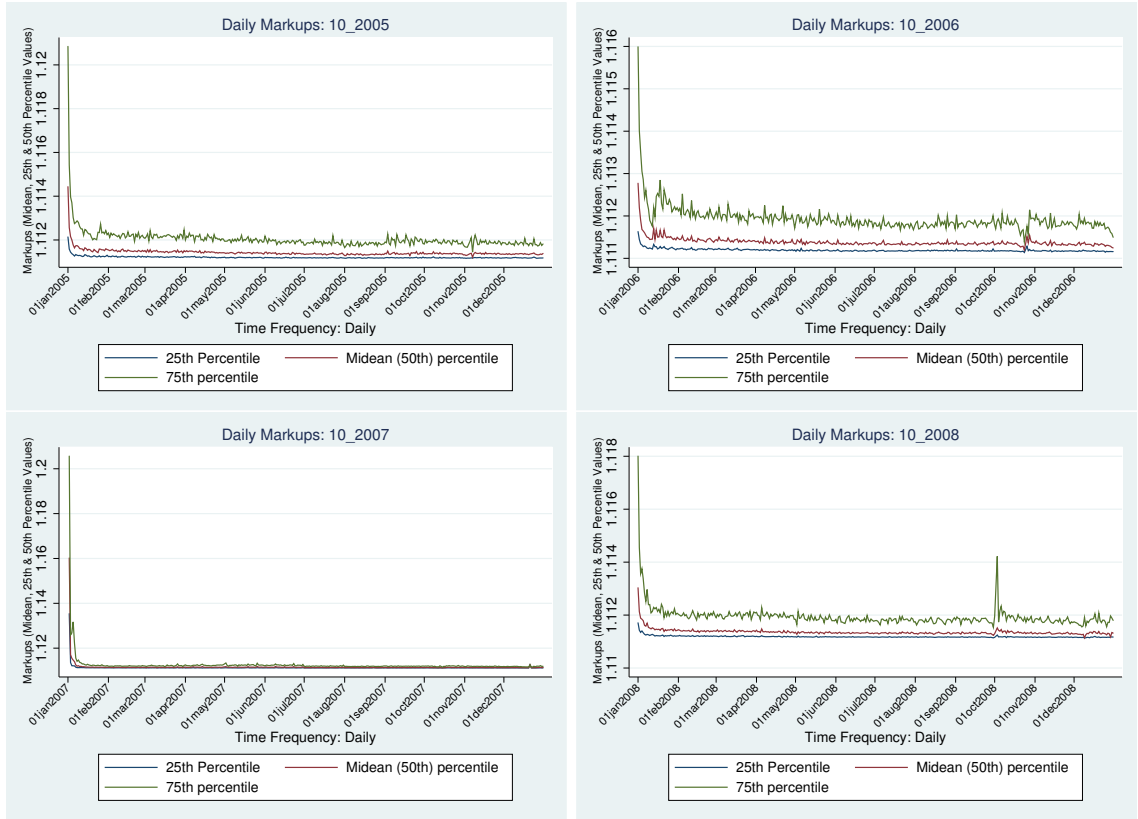 Daily Markups: 10_2005
Markups (Midean, 25th & 50th Percentile Values)
1.12
1.118
1.116
1.114
1.112
01jan2005
01feb2005
01mar2005
01apr2005
01may2005
01jun2005
01jul2005
01aug2005
01sep2005
01oct2005
01nov2005
01dec2005
Time Frequency: Daily
25th Percentile
Midean (50th) percentile
75th percentile
Daily Markups: 10_2006
Markups (Midean, 25th & 50th Percentile Values)
1.116
1.115
1.114
1.113
1.112
1.111
01jan2006
01feb2006
01mar2006
01apr2006
01may2006
01jun2006
01jul2006
01aug2006
01sep2006
01oct2006
01nov2006
01dec2006
Time Frequency: Daily
25th Percentile
Midean (50th) percentile
75th percentile
Daily Markups: 10_2007
Markups (Midean, 25th & 50th Percentile Values)
1.2
1.18
1.16
1.14
1.12
01jan2007
01feb2007
01mar2007
01apr2007
01may2007
01jun2007
01jul2007
01aug2007
01sep2007
01oct2007
01nov2007
01dec2007
Time Frequency: Daily
25th Percentile
Midean (50th) percentile
75th percentile
Daily Markups: 10_2008
Markups (Midean, 25th & 50th Percentile Values)
1.118
1.116
1.114
1.112
1.11
01jan2008
01feb2008
01mar2008
01apr2008
01may2008
01jun2008
01jul2008
01aug2008
01sep2008
01oct2008
01nov2008
01dec2008
Time Frequency: Daily
25th Percentile
Midean (50th) percentile
75th percentile